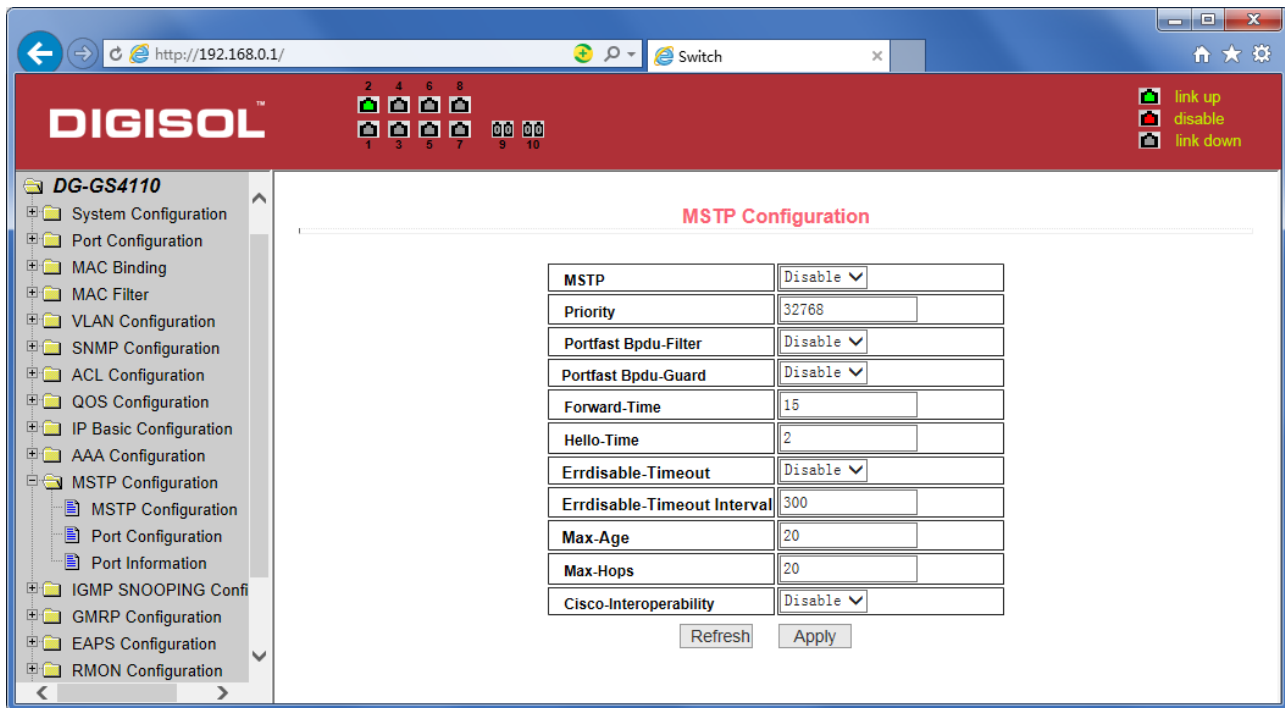 http://192.168.0.1/
Switch
DIGISOL™
2 4 6 8
1 3 5 7 9 10
link up
disable
link down
DG-GS4110
System Configuration
Port Configuration
MAC Binding
MAC Filter
VLAN Configuration
SNMP Configuration
ACL Configuration
QOS Configuration
IP Basic Configuration
AAA Configuration
MSTP Configuration
MSTP Configuration
Port Configuration
Port Information
IGMP SNOOPING Confi
GMRP Configuration
EAPS Configuration
RMON Configuration
MSTP Configuration
MSTP Disable
Priority 32768
Portfast Bpdu-Filter Disable
Portfast Bpdu-Guard Disable
Forward-Time 15
Hello-Time 2
Errdisable-Timeout Disable
Errdisable-Timeout Interval 300
Max-Age 20
Max-Hops 20
Cisco-Interoperability Disable
Refresh Apply